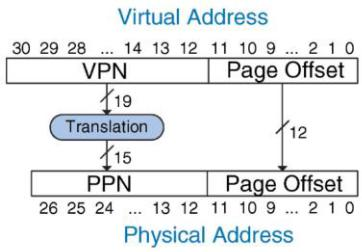 Virtual Address
30 29 28 ... 14 13 12 11 10 9 ... 2 1 0
VPN Page Offset
19
Translation
12
15
PPN Page Offset
26 25 24 ... 13 12 11 10 9 ... 2 1 0
Physical Address